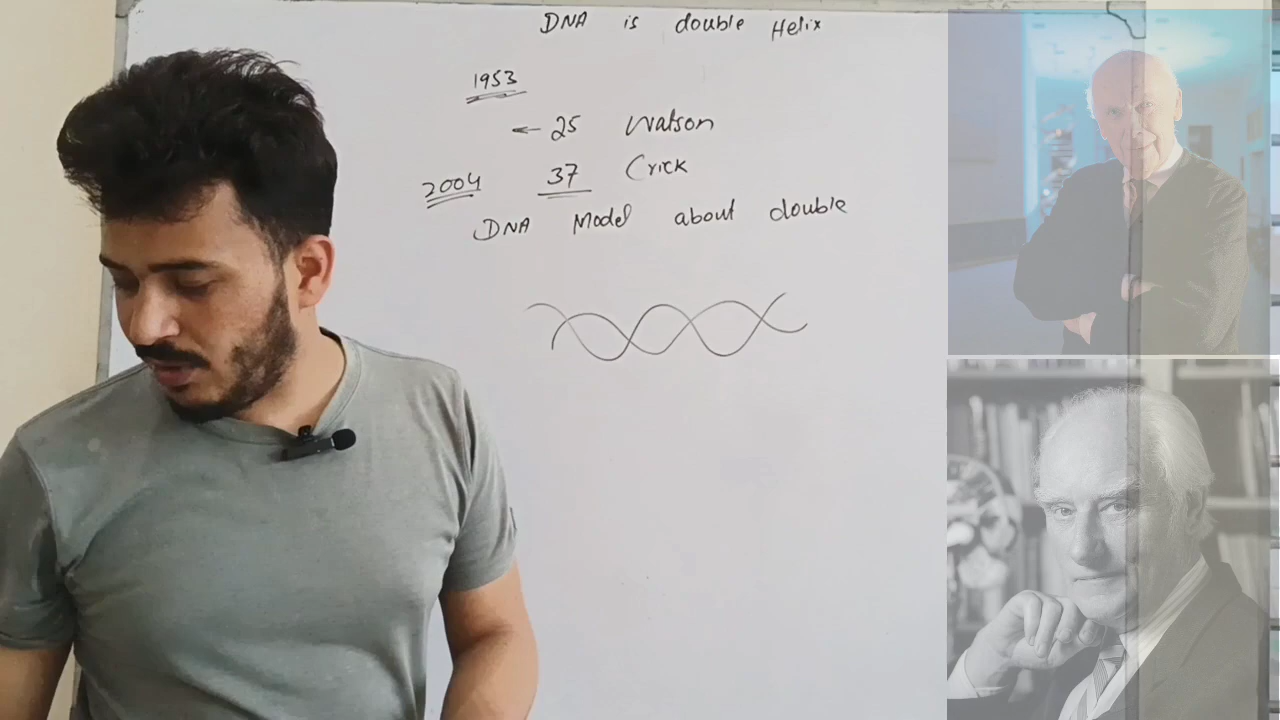 DNA is double Helix
1953
← 25 Watson
2004 37 Crick
DNA Model about double